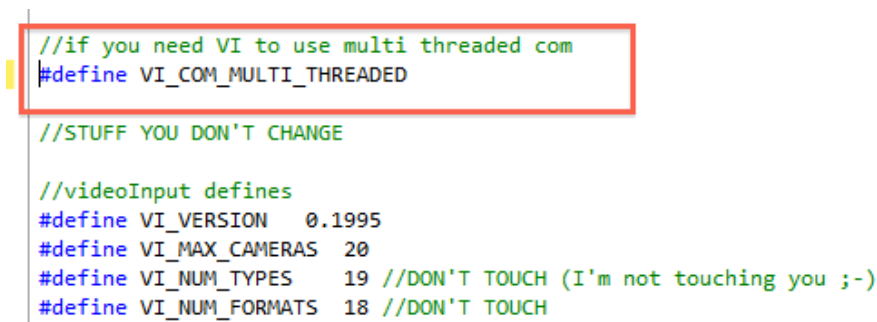 //if you need VI to use multi threaded com
#define VI_COM_MULTI_THREADED
//STUFF YOU DON'T CHANGE
//videoInput defines
#define VI_VERSION   0.1995
#define VI_MAX_CAMERAS  20
#define VI_NUM_TYPES    19 //DON'T TOUCH (I'm not touching you ;-)
#define VI_NUM_FORMATS  18 //DON'T TOUCH